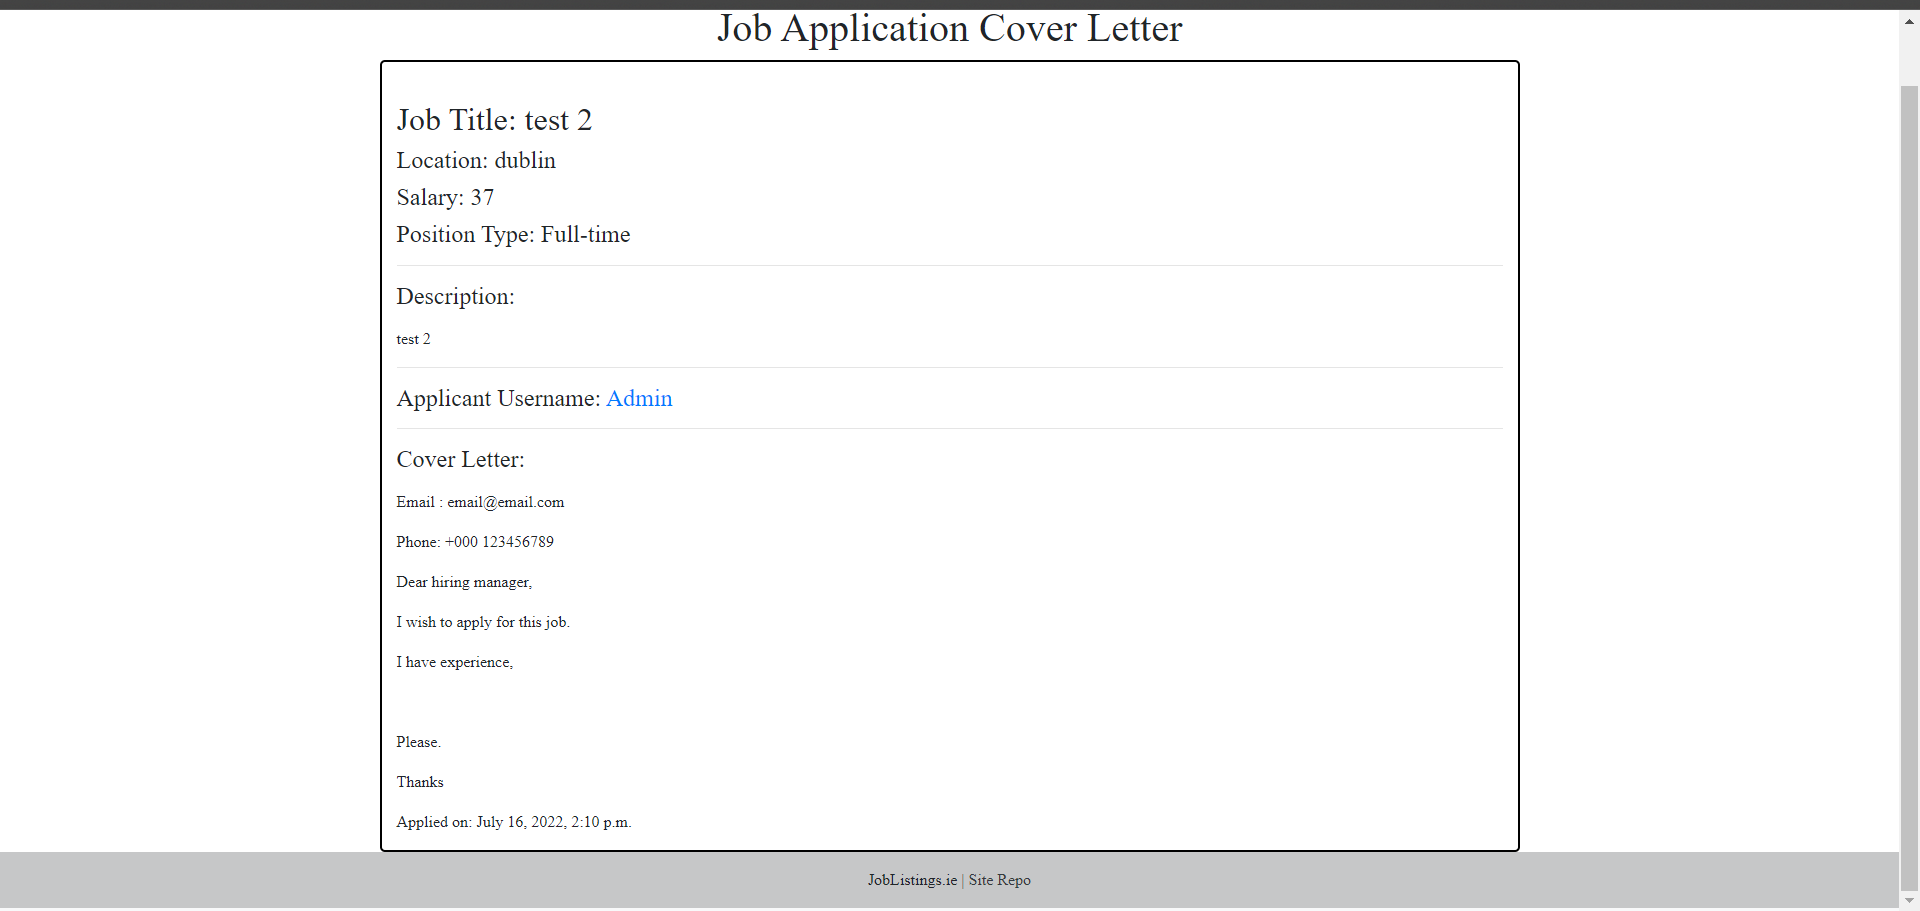 Job Application Cover Letter
Job Title: test 2
Location: dublin
Salary: 37
Position Type: Full-time
Description:
test 2
Applicant Username: Admin
Cover Letter:
Email : email@email.com
Phone: +000 123456789
Dear hiring manager,
I wish to apply for this job.
I have experience,
Please.
Thanks
Applied on: July 16, 2022, 2:10 p.m.
JobListings.ie | Site Repo